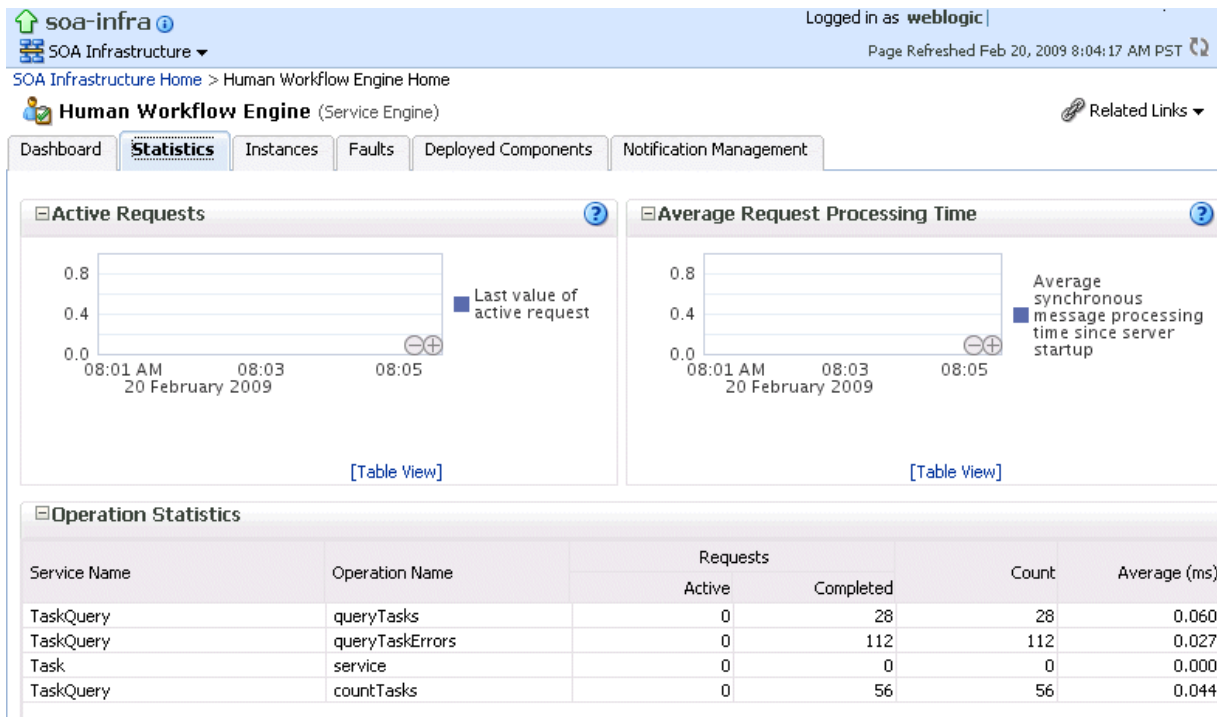 soa-infra
Logged in as weblogic|
SOA Infrastructure
Page Refreshed Feb 20, 2009 8:04:17 AM PST
SOA Infrastructure Home > Human Workflow Engine Home
Human Workflow Engine (Service Engine)
Related Links
Dashboard Statistics Instances Faults Deployed Components Notification Management
Active Requests
0.8
0.4
0.0
08:01 AM 08:03 08:05
20 February 2009
Last value of
active request
[Table View]
Average Request Processing Time
0.8
0.4
0.0
08:01 AM 08:03 08:05
20 February 2009
Average
synchronous
message processing
time since server
startup
[Table View]
Operation Statistics
Service Name Operation Name Requests Count Average (ms)
Active Completed
TaskQuery queryTasks 0 28 28 0.060
TaskQuery queryTaskErrors 0 112 112 0.027
Task service 0 0 0 0.000
TaskQuery countTasks 0 56 56 0.044